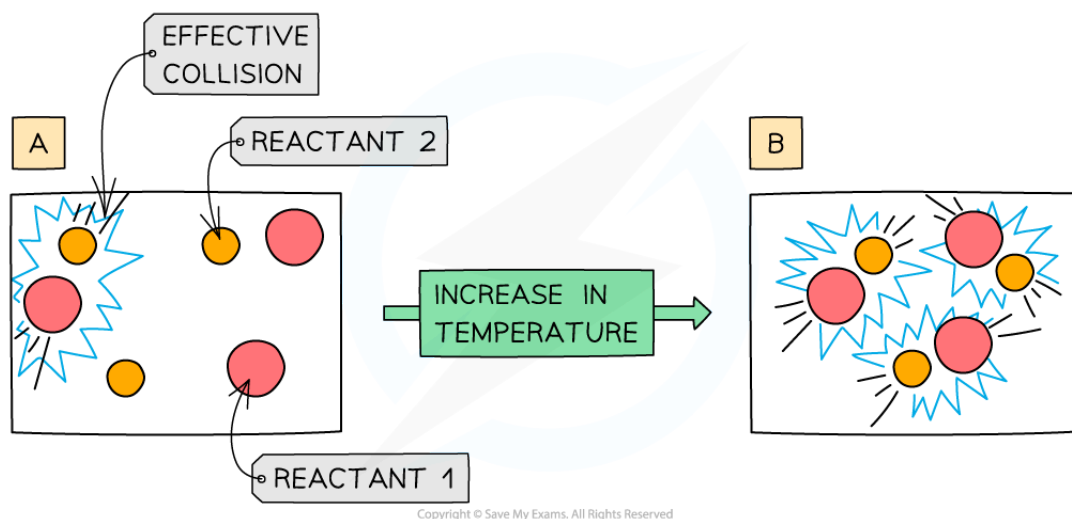 EFFECTIVE
COLLISION
A
REACTANT 2
B
INCREASE IN
TEMPERATURE
REACTANT 1
Copyright © Save My Exams. All Rights Reserved